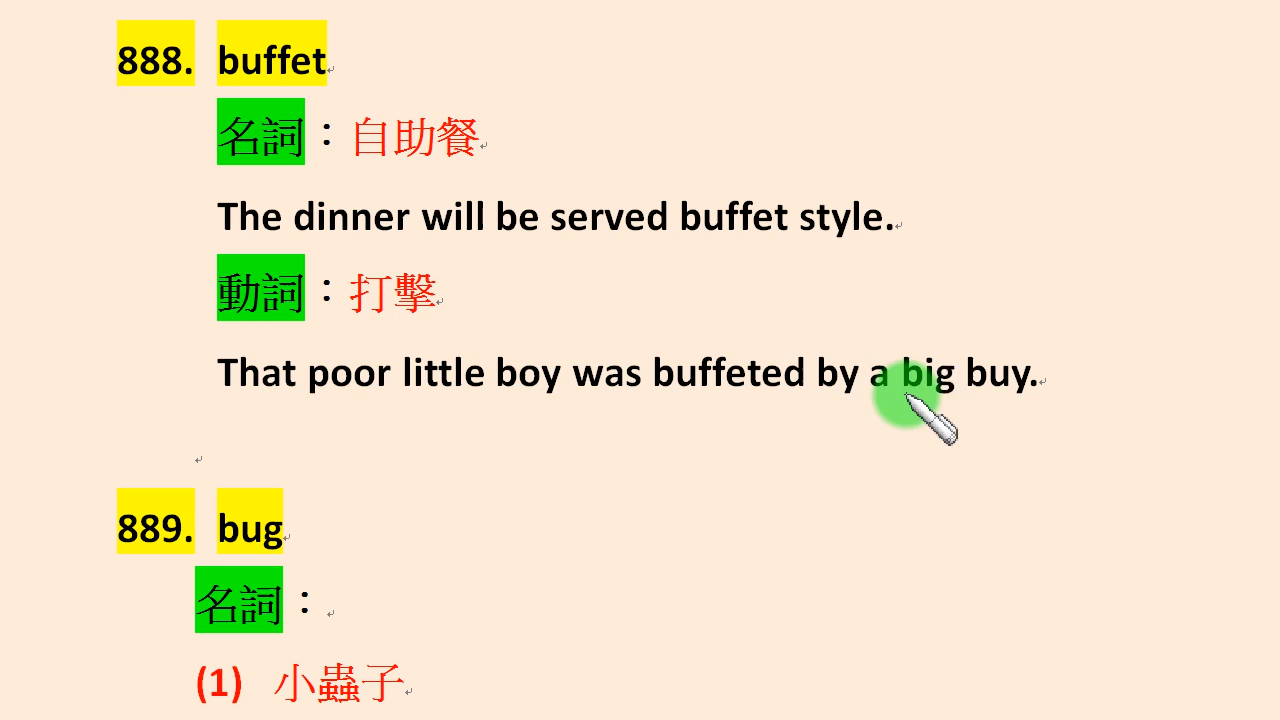 888. buffet
名詞：自助餐
The dinner will be served buffet style.
動詞：打擊
That poor little boy was buffeted by a big buy.
889. bug
名詞：
(1) 小蟲子